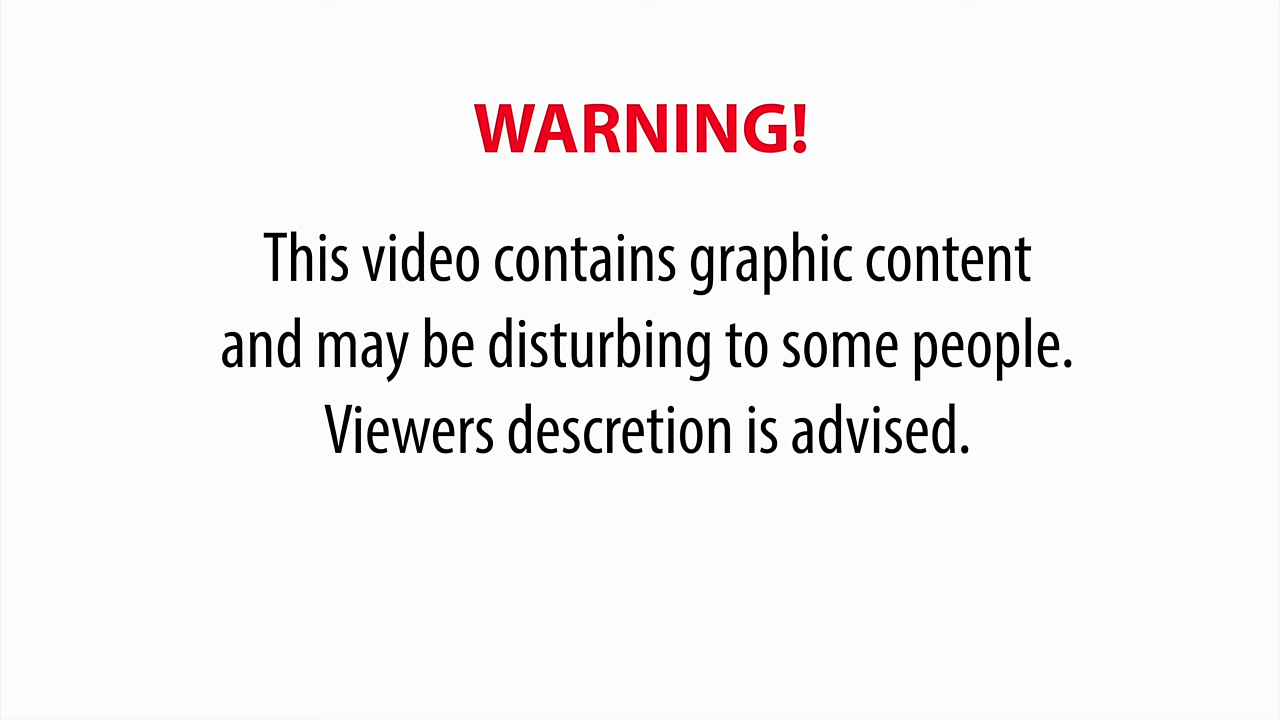 WARNING!
This video contains graphic content
and may be disturbing to some people.
Viewers descretion is advised.